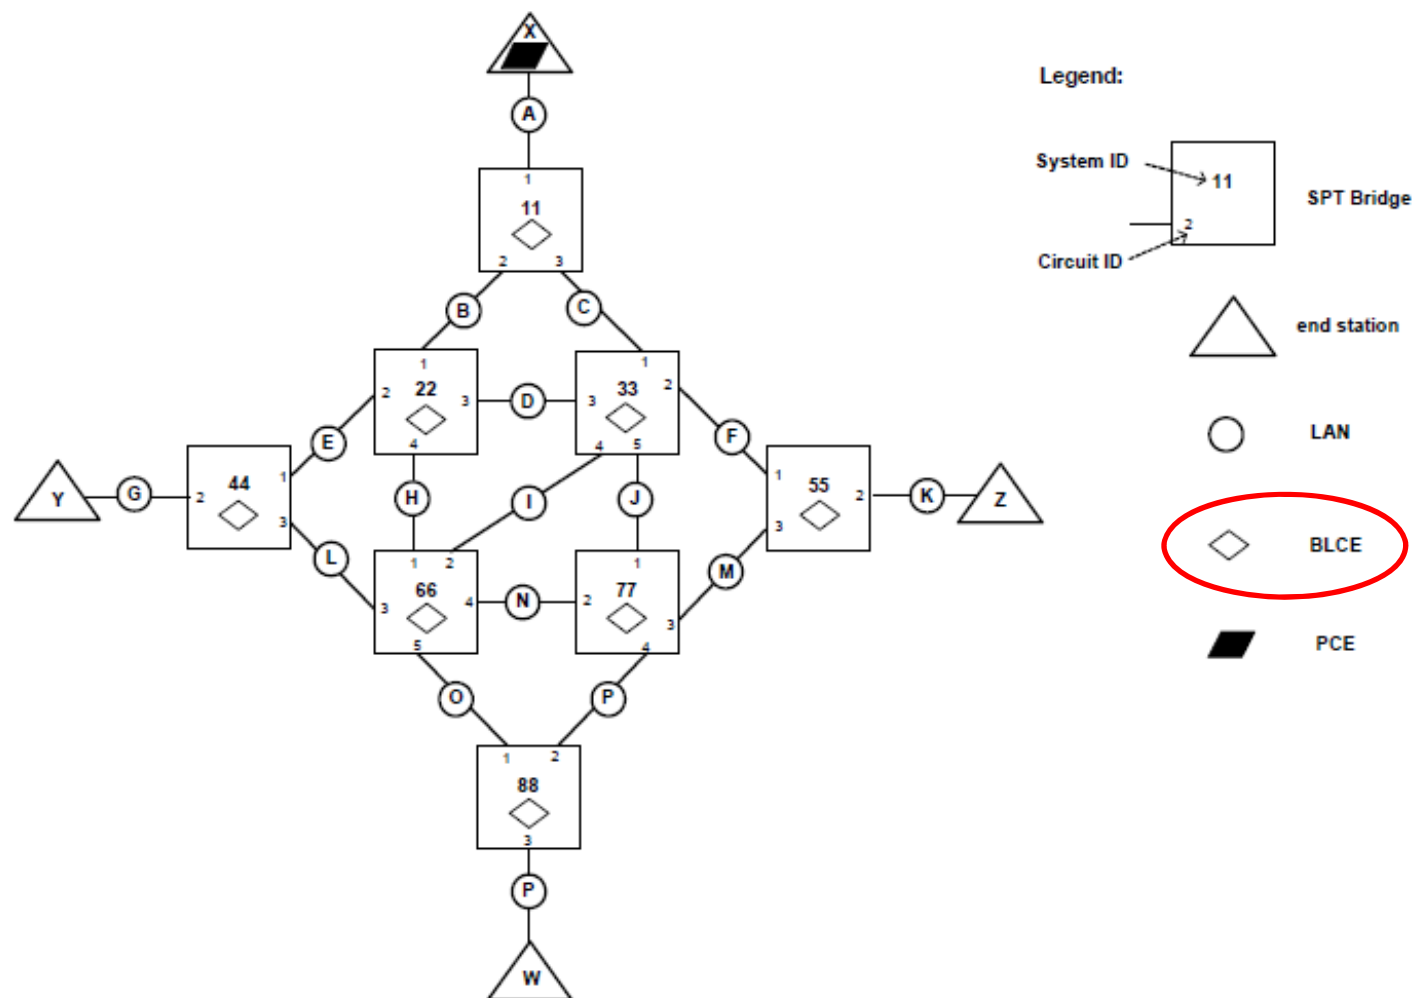 X
Legend:
A
System ID
11
SPT Bridge
2
Circuit ID
1
11
2
3
B
C
1
22
2
3
4
D
1
33
2
3
4
5
end station
E
F
LAN
Y
G
44
1
2
3
H
I
J
55
1
2
3
K
Z
BLCE
L
M
1
2
66
3
4
5
N
1
77
2
3
4
PCE
O
P
1
2
88
3
P
W